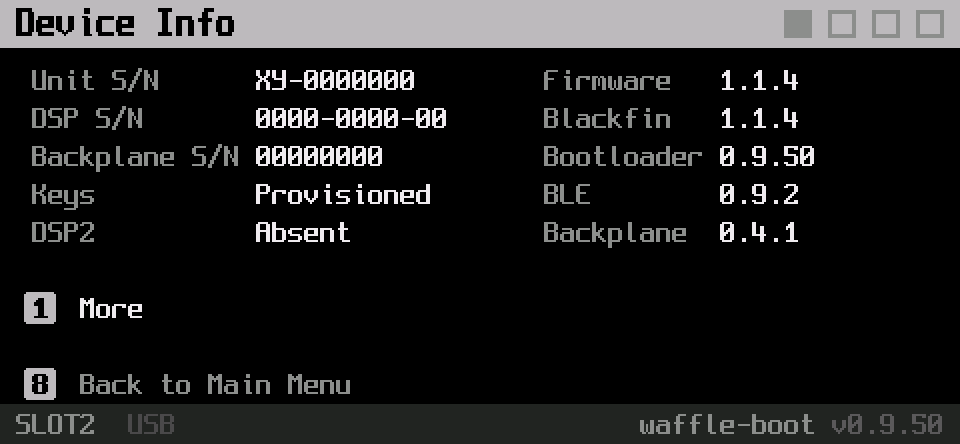 Device Info
Unit S/N XY-0000000 Firmware 1.1.4
DSP S/N 0000-0000-00 Blackfin 1.1.4
Backplane S/N 00000000 Bootloader 0.9.50
Keys Provisioned BLE 0.9.2
DSP2 Absent Backplane 0.4.1
1 More
8 Back to Main Menu
SLOT2 USB waffle-boot v0.9.50